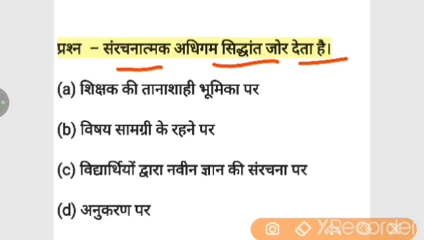 प्रश्न – संरचनात्मक अधिगम सिद्धांत जोर देता है।
(a) शिक्षक की तानाशाही भूमिका पर
(b) विषय सामग्री के रहने पर
(c) विद्यार्थियों द्वारा नवीन ज्ञान की संरचना पर
(d) अनुकरण पर
XRecorder